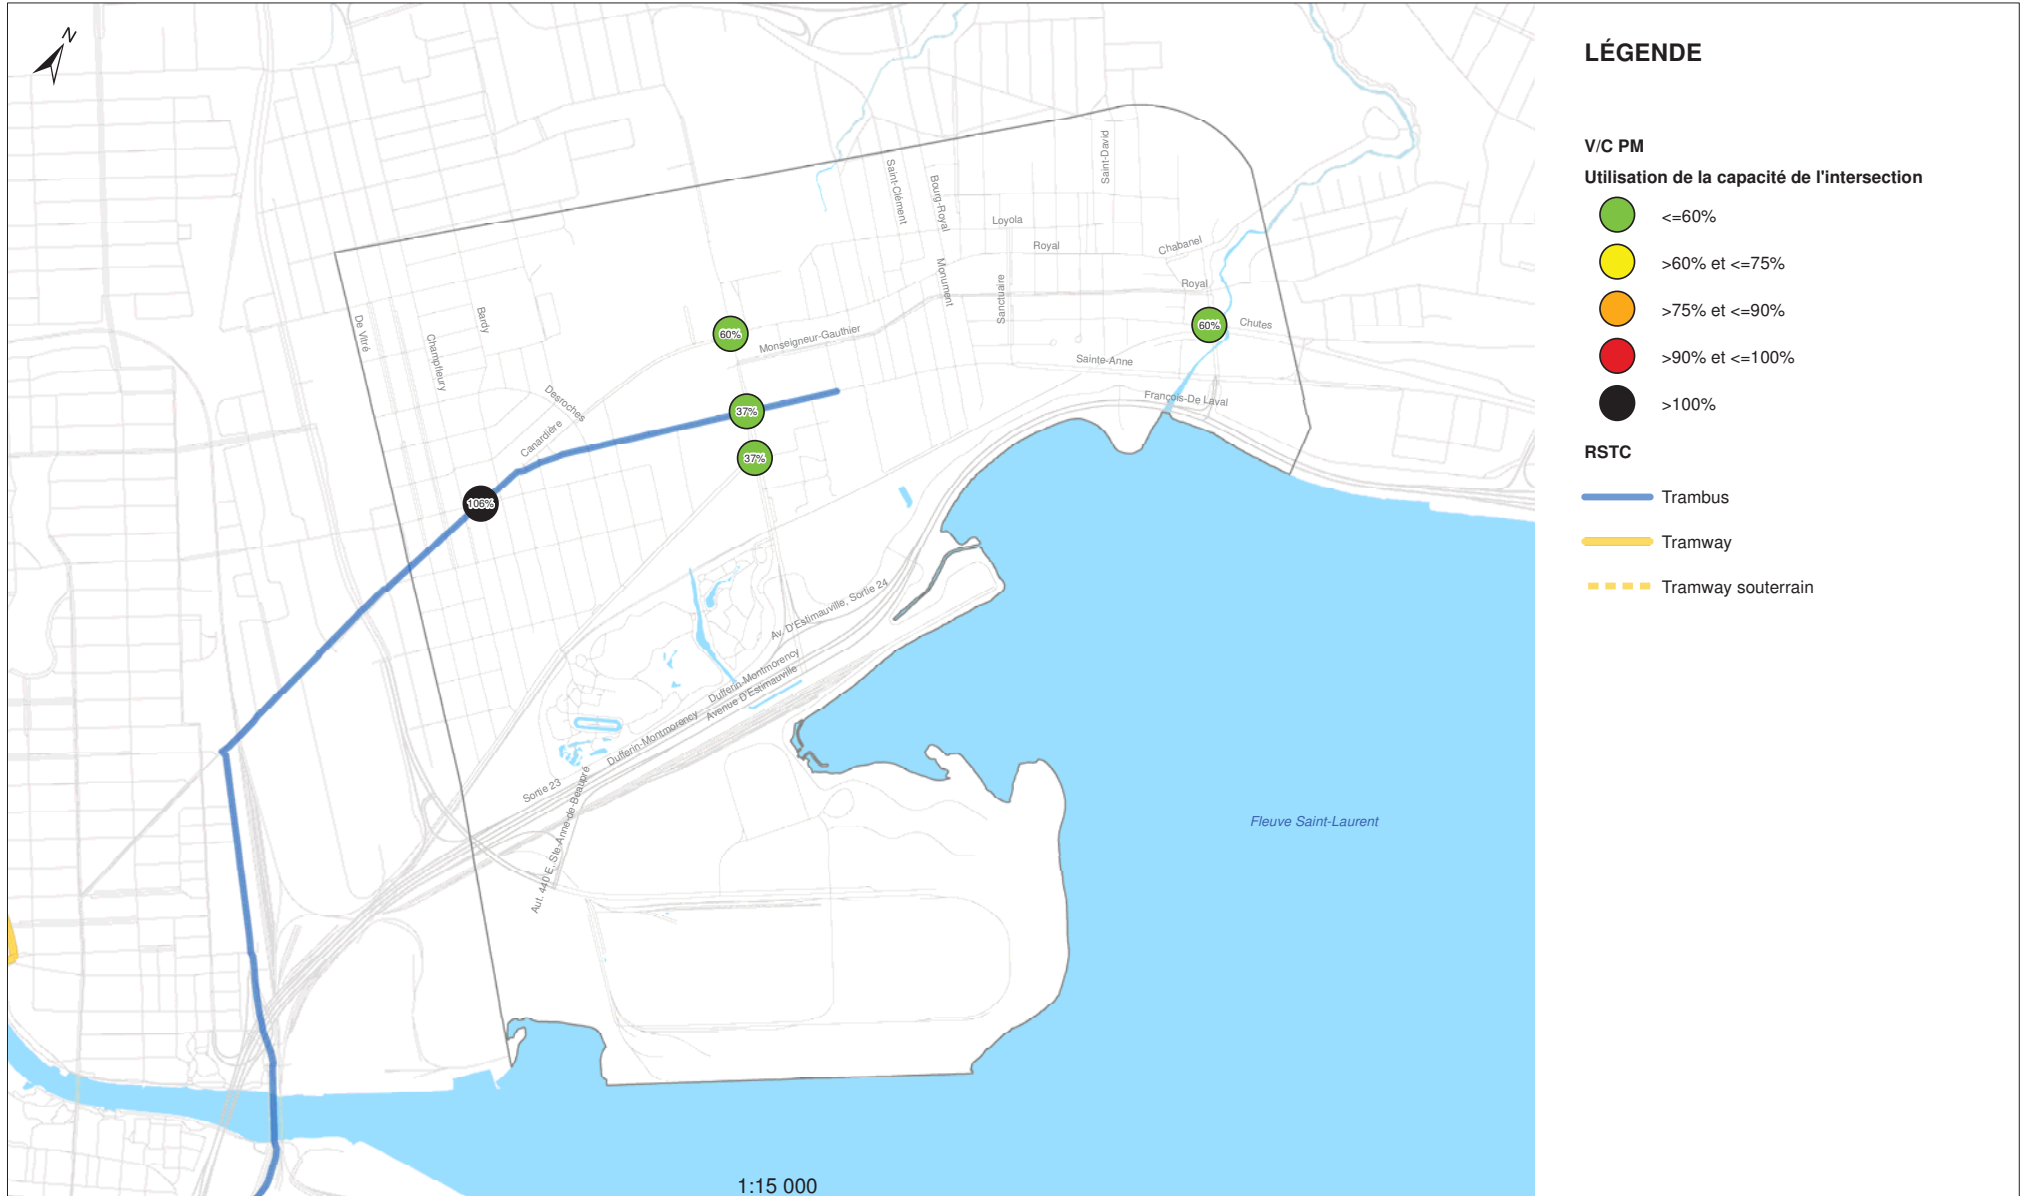 N
LÉGENDE
V/C PM
Utilisation de la capacité de l'intersection
<=60%
>60% et <=75%
>75% et <=90%
>90% et <=100%
>100%
RSTC
Trambus
Tramway
Tramway souterrain
Saint-David
Saint-Clément
Bourg-Royal
Loyola
Royal
Chabanel
Monument
Sanctuaire
Royal
De Vitré
Bardy
Champfleury
60%
Monseigneur-Gauthier
60%
Chutes
Sainte-Anne
Desroches
François-De Laval
37%
Canardière
37%
106%
Av. D'Estimauville, Sortie 24
Dufferin-Montmorency
Avenue D'Estimauville
Dufferin-Montmorency
Sortie 23
Aut. 440 E, Ste-Anne-de-Beaupré
Fleuve Saint-Laurent
1:15 000